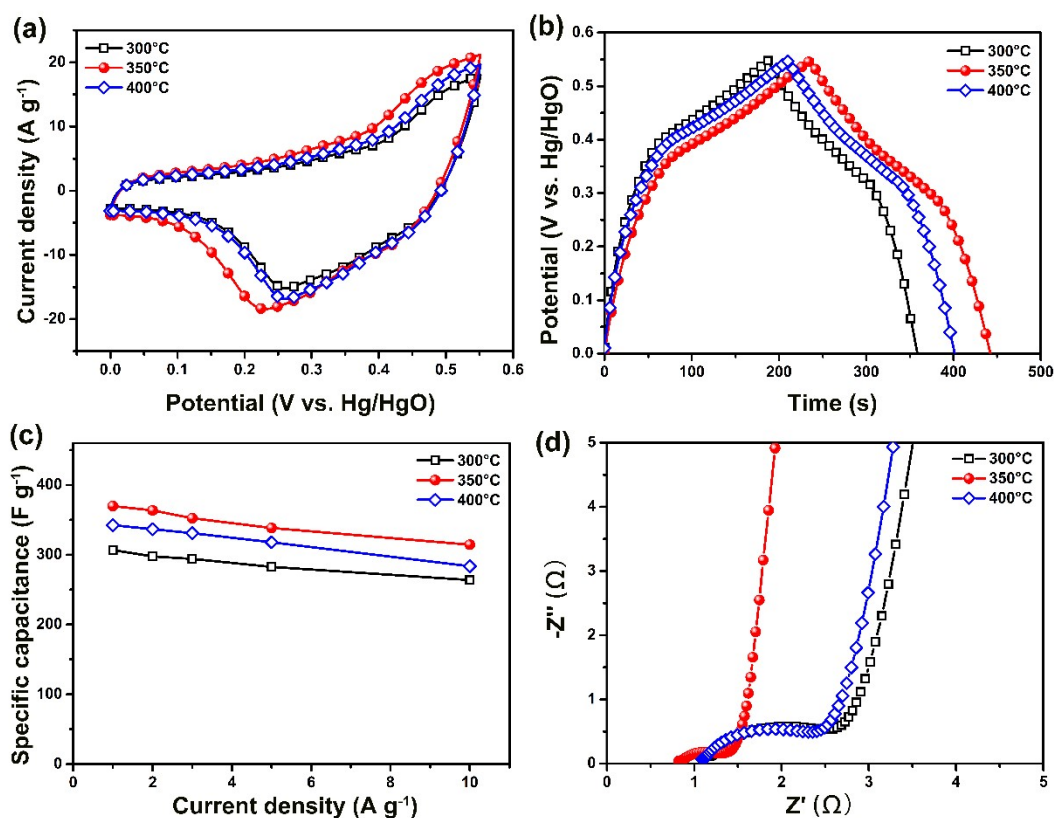 (a)
300°C
350°C
400°C
Current density (A g⁻¹)
30
20
10
0
-10
-20
0.0 0.1 0.2 0.3 0.4 0.5 0.6
Potential (V vs. Hg/HgO)
(b)
300°C
350°C
400°C
Potential (V vs. Hg/HgO)
0.6
0.5
0.4
0.3
0.2
0.1
0.0
0 100 200 300 400 500
Time (s)
(c)
300°C
350°C
400°C
Specific capacitance (F g⁻¹)
400
300
200
100
0
0 2 4 6 8 10
Current density (A g⁻¹)
(d)
300°C
350°C
400°C
-Z'' (Ω)
5
4
3
2
1
0
0 1 2 3 4 5
Z' (Ω)